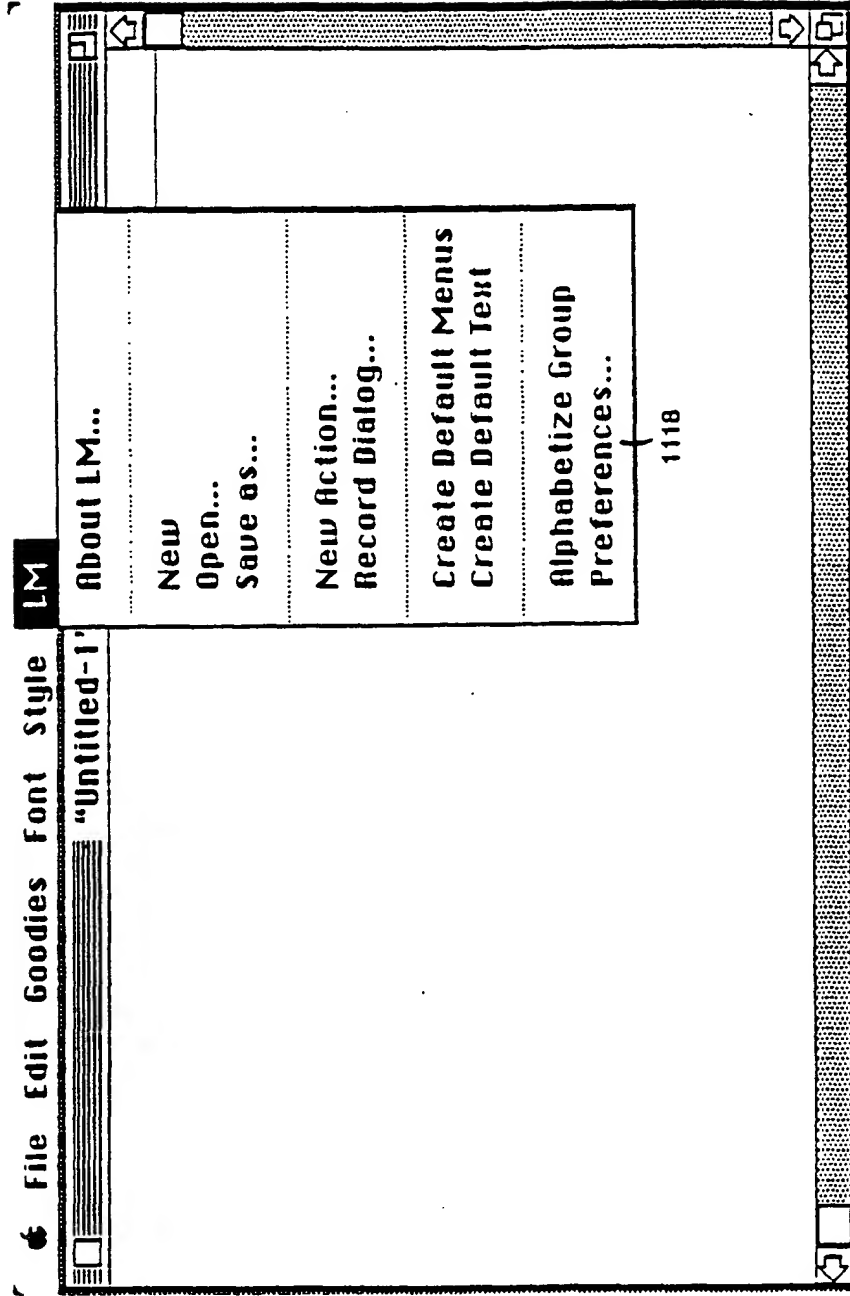 File Edit Goodies Font Style LM
“Untitled-1”
About LM...
New
Open...
Save as...
New Action...
Record Dialog...
Create Default Menus
Create Default Text
Alphabetize Group
Preferences...
1118